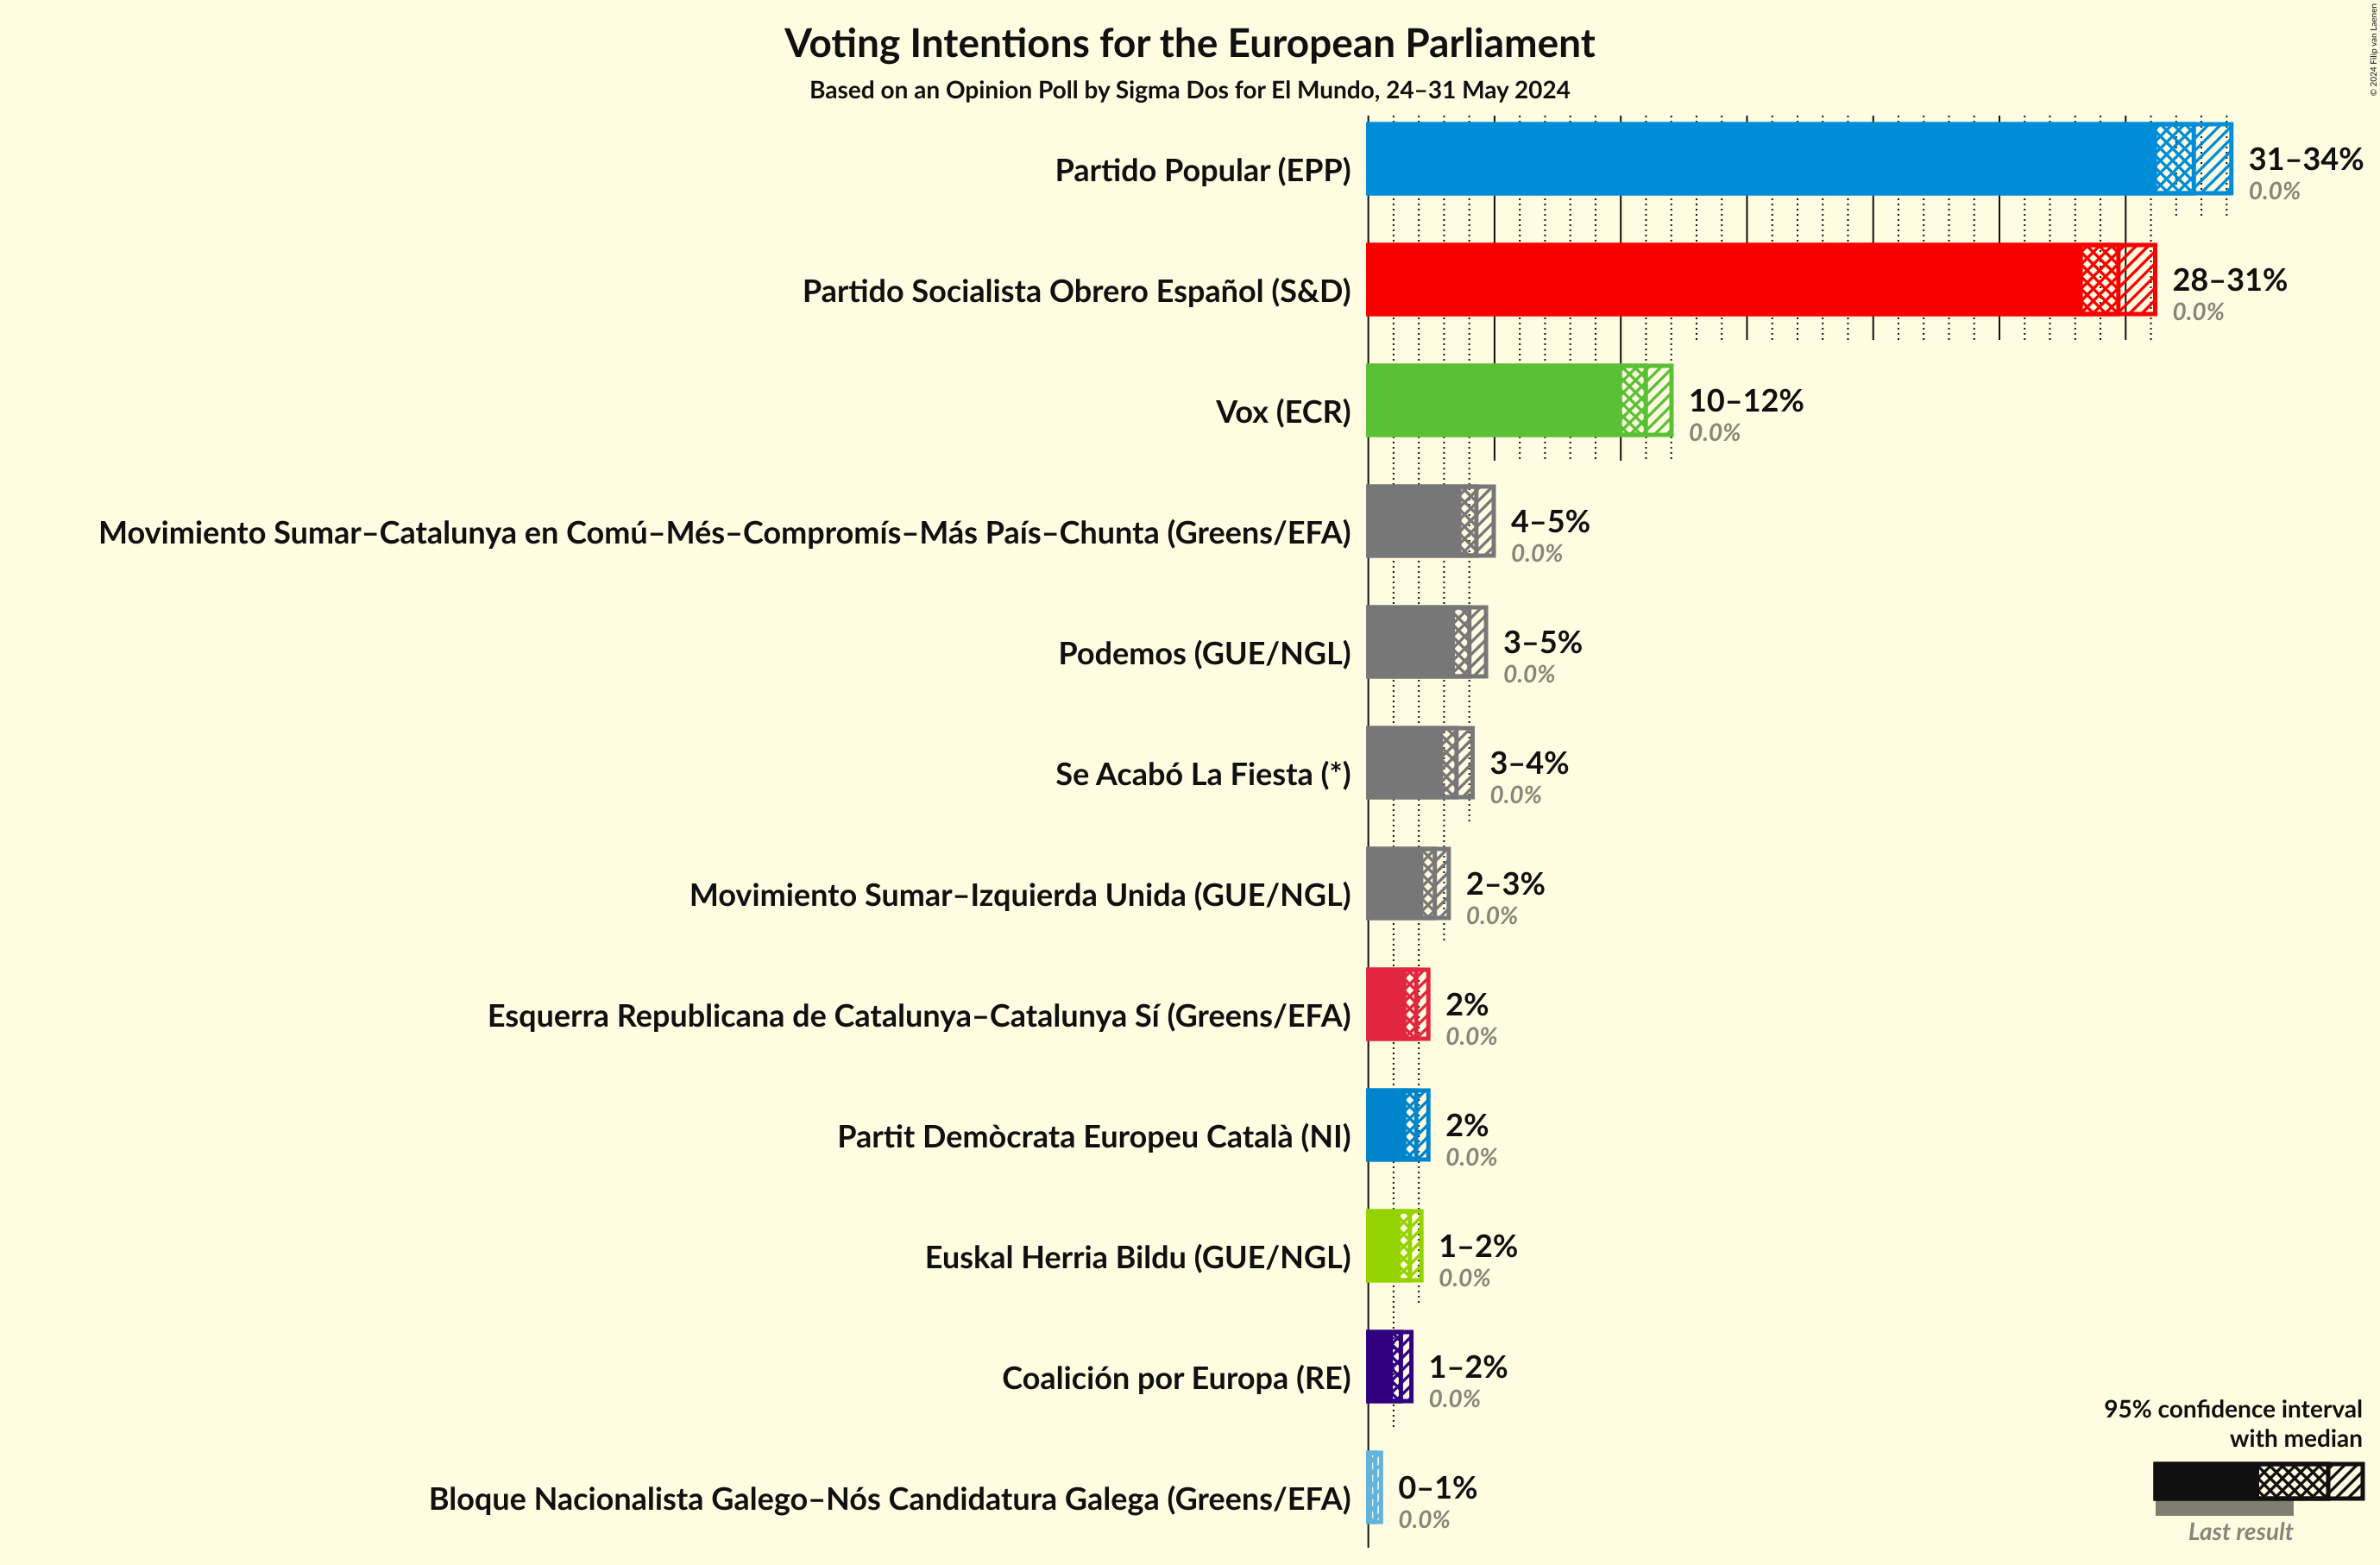 Voting Intentions for the European Parliament
Based on an Opinion Poll by Sigma Dos for El Mundo, 24–31 May 2024
© 2024 Filip van Laenen
Partido Popular (EPP)
31–34%
0.0%
Partido Socialista Obrero Español (S&D)
28–31%
0.0%
Vox (ECR)
10–12%
0.0%
Movimiento Sumar–Catalunya en Comú–Més–Compromís–Más País–Chunta (Greens/EFA)
4–5%
0.0%
Podemos (GUE/NGL)
3–5%
0.0%
Se Acabó La Fiesta (*)
3–4%
0.0%
Movimiento Sumar–Izquierda Unida (GUE/NGL)
2–3%
0.0%
Esquerra Republicana de Catalunya–Catalunya Sí (Greens/EFA)
2%
0.0%
Partit Demòcrata Europeu Català (NI)
2%
0.0%
Euskal Herria Bildu (GUE/NGL)
1–2%
0.0%
Coalición por Europa (RE)
1–2%
0.0%
Bloque Nacionalista Galego–Nós Candidatura Galega (Greens/EFA)
0–1%
0.0%
95% confidence interval
with median
Last result